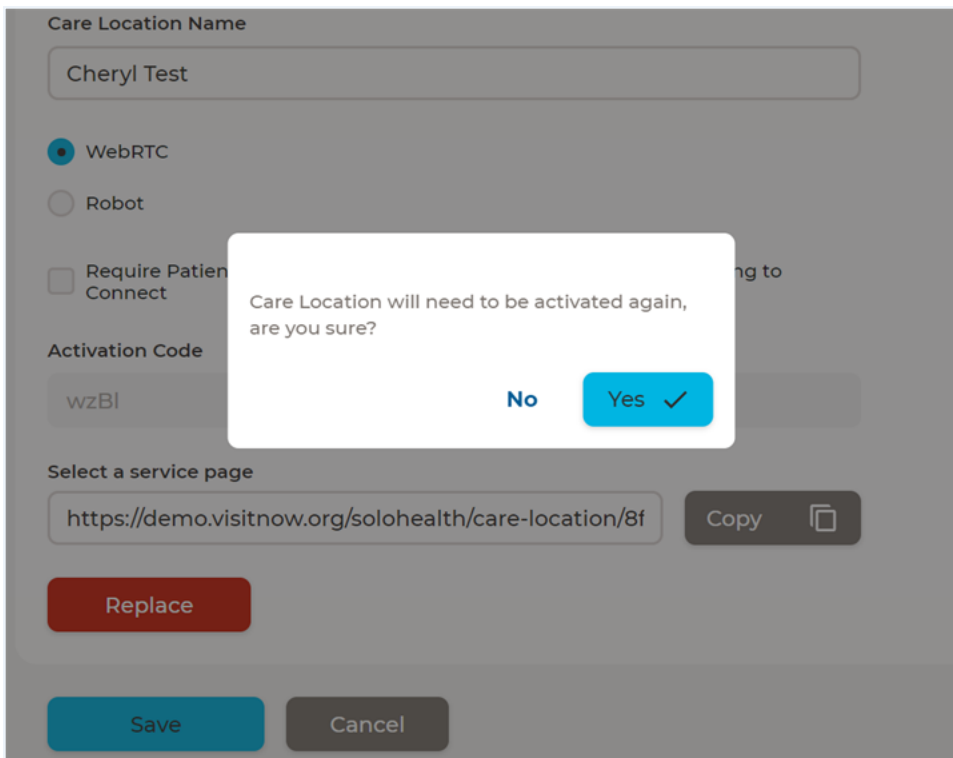 Care Location Name
Cheryl Test
WebRTC
Robot
Require Patien
ng to
Connect
Care Location will need to be activated again,
are you sure?
No
Yes
Activation Code
wzBl
Select a service page
https://demo.visitnow.org/solohealth/care-location/8f
Copy
Replace
Save
Cancel